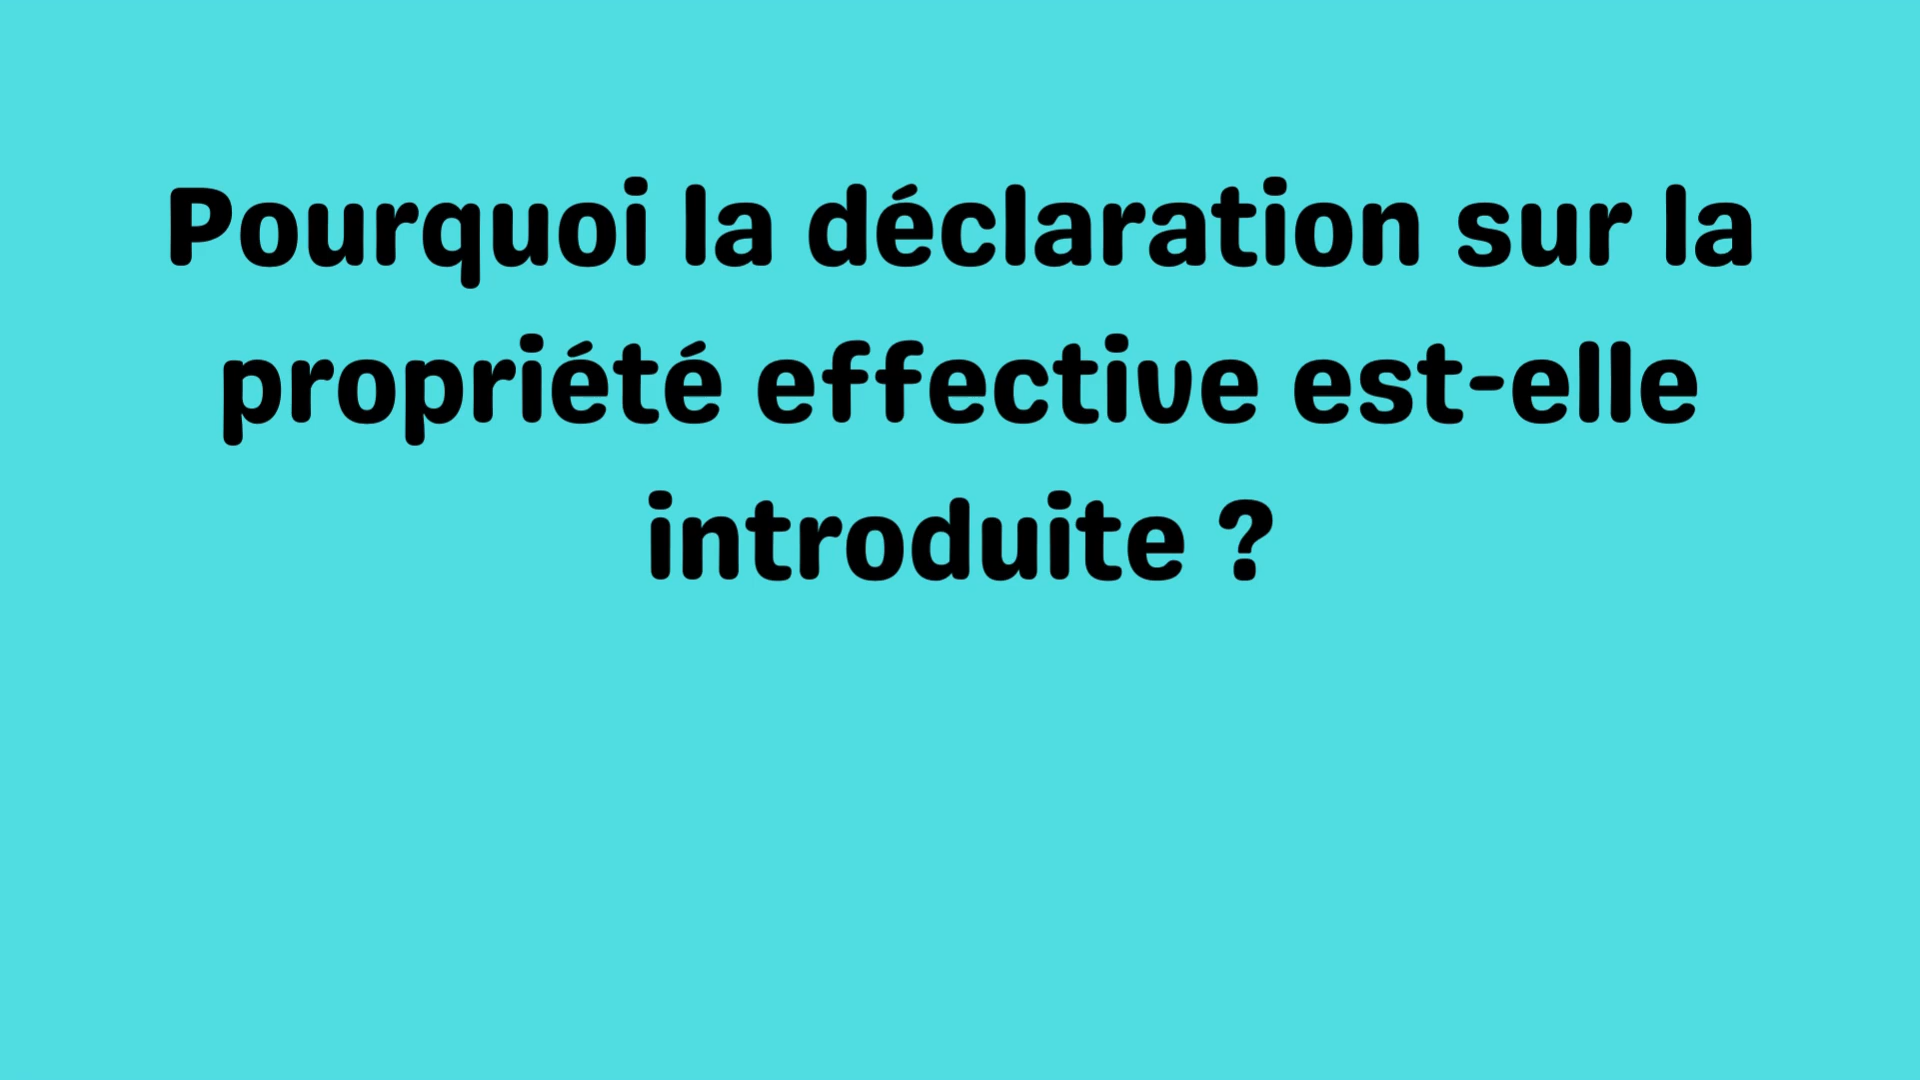 Pourquoi la déclaration sur la
propriété effective est-elle
introduite ?